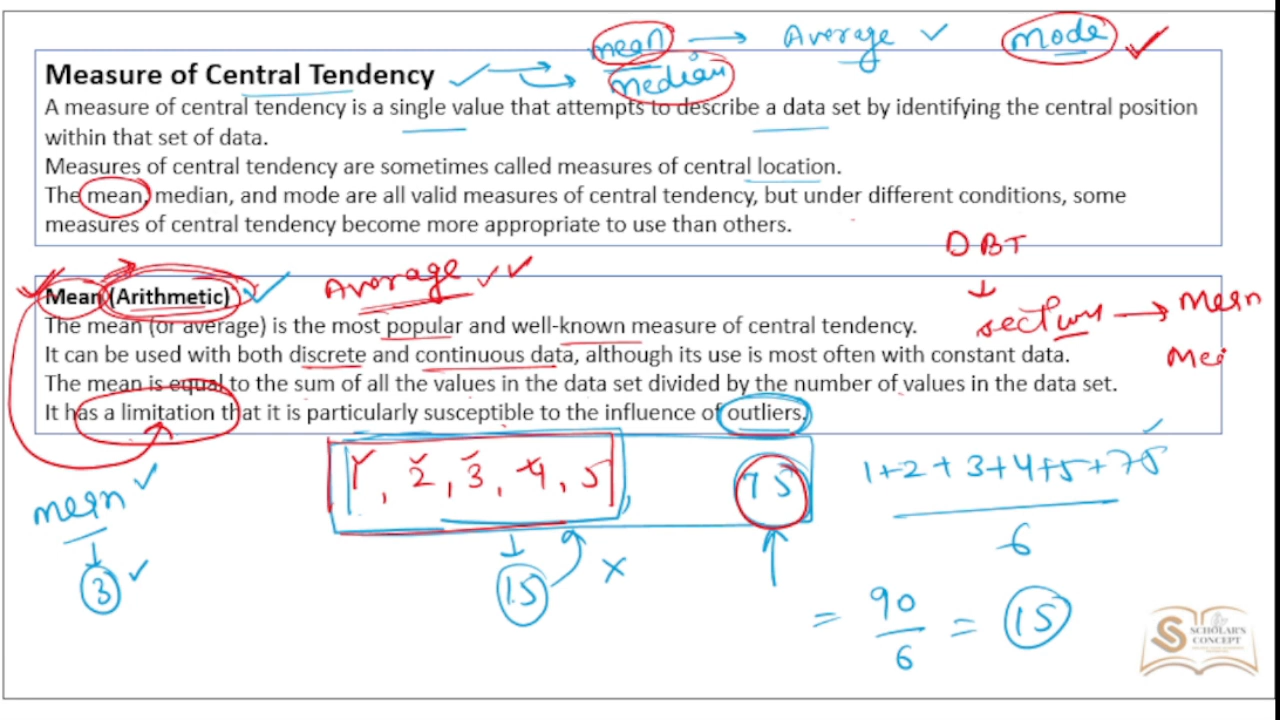 mean → Average ✓ mode ✓
Measure of Central Tendency ✓ median
A measure of central tendency is a single value that attempts to describe a data set by identifying the central position
within that set of data.
Measures of central tendency are sometimes called measures of central location.
The mean, median, and mode are all valid measures of central tendency, but under different conditions, some
measures of central tendency become more appropriate to use than others.
DBT
Mean (Arithmetic) ✓ Average ✓✓
→ Mean
The mean (or average) is the most popular and well-known measure of central tendency.
It can be used with both discrete and continuous data, although its use is most often with constant data.
The mean is equal to the sum of all the values in the data set divided by the number of values in the data set.
It has a limitation that it is particularly susceptible to the influence of outliers.
1, 2, 3, 4, 5, 75
1+2+3+4+5+75
6
mean ✓
3 ✓
15 ×
= 90/6 = 15
SCHOLAR'S
CONCEPT